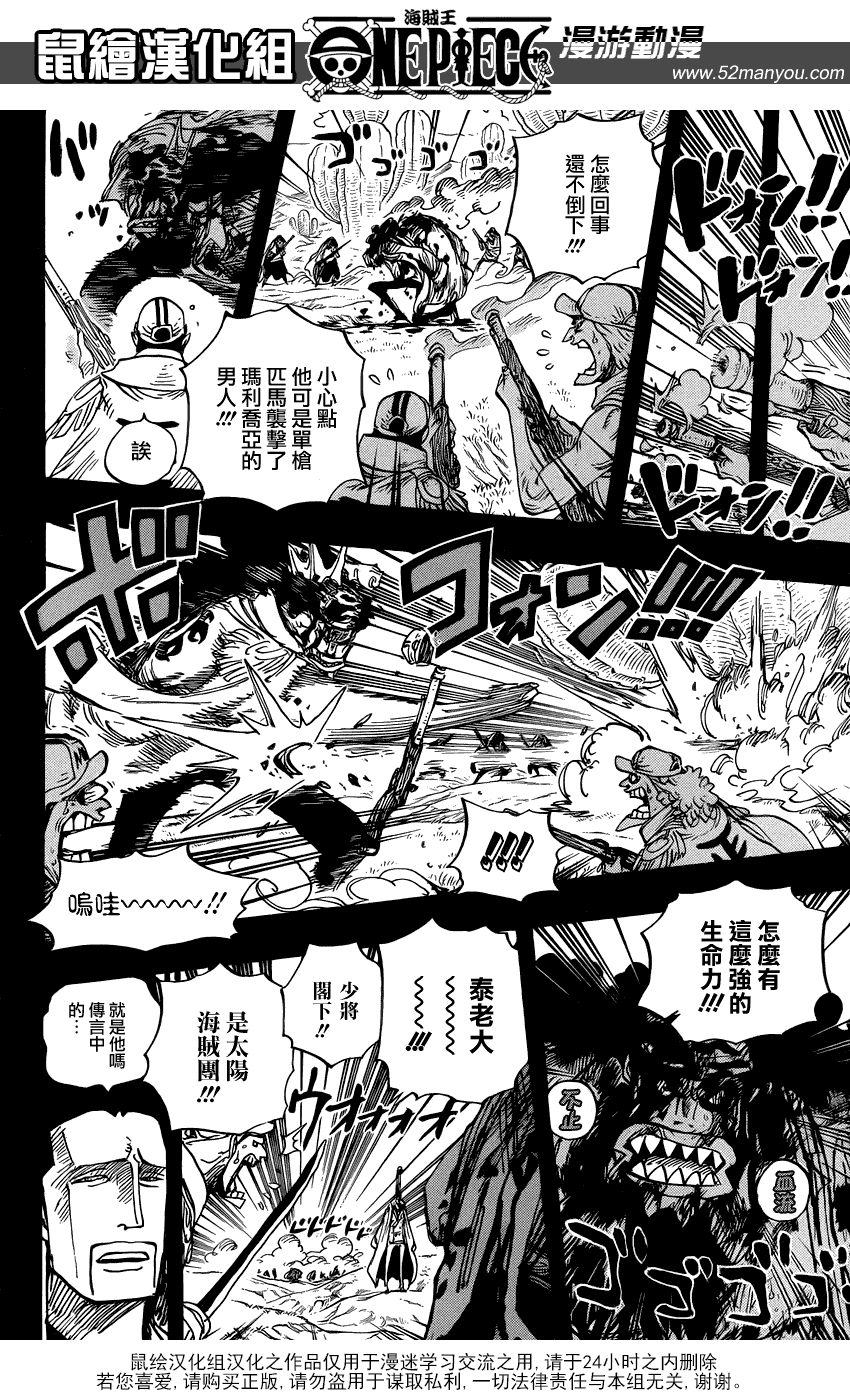 鼠繪漢化組
海賊王
ONE PIECE
漫游動漫
www.52manyou.com
ドォン!!
ドォン!!
ドォン!!
怎麼回事
還不倒下!!!
ゴゴゴ
小心點
他可是單槍
匹馬襲擊了
瑪利喬亞的
男人!!!
誒
ボコォン!!!
!!!
嗚哇~~~~~!!
怎麼有
這麼強的
生命力!!!
血流
不止
ゴゴゴゴ
泰老大
~~~~!!!
少將
閣下!!
是太陽
海賊團!!!
ウオオオオ
ドドドド
就是他嗎
傳言中
的…
鼠绘汉化组汉化之作品仅用于漫迷学习交流之用, 请于24小时之内删除
若您喜爱, 请购买正版, 请勿盗用于谋取私利, 一切法律责任与本组无关, 谢谢。